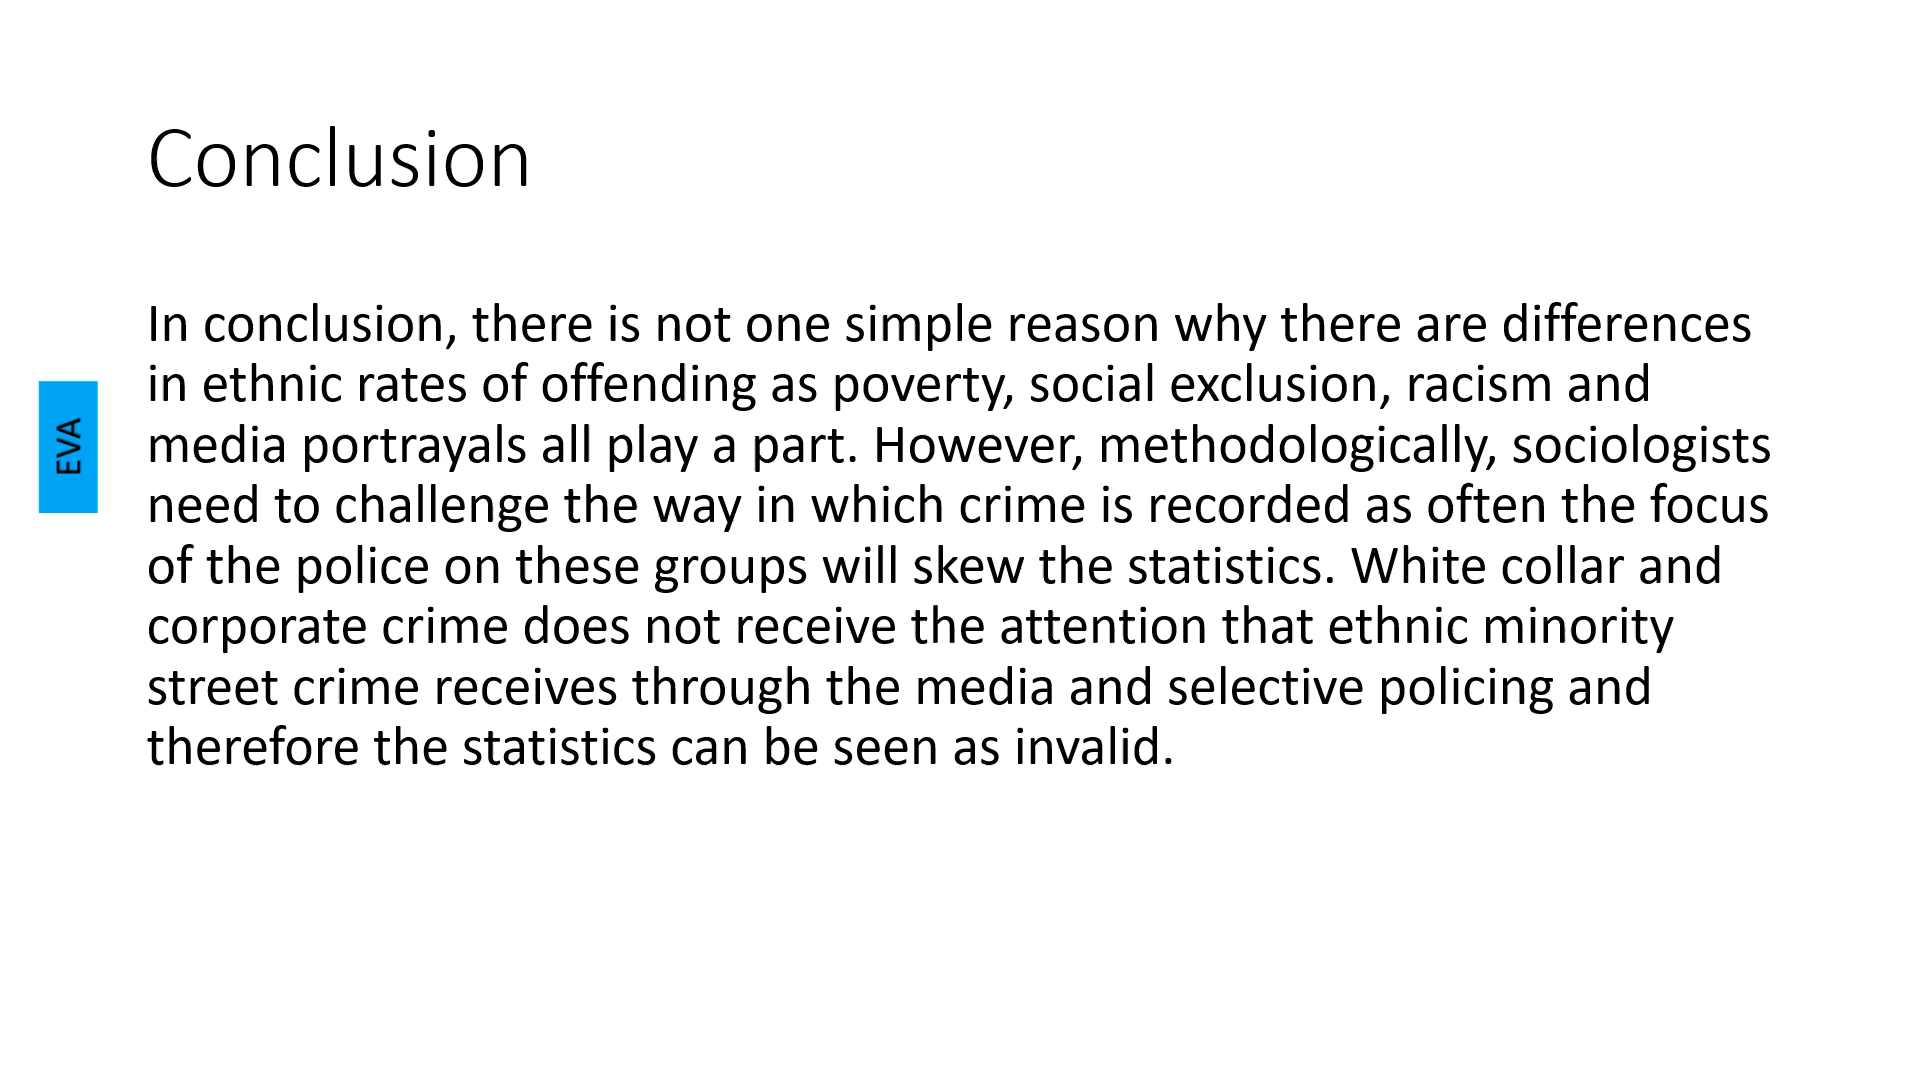 Conclusion
In conclusion, there is not one simple reason why there are differences
in ethnic rates of offending as poverty, social exclusion, racism and
media portrayals all play a part. However, methodologically, sociologists
need to challenge the way in which crime is recorded as often the focus
of the police on these groups will skew the statistics. White collar and
corporate crime does not receive the attention that ethnic minority
street crime receives through the media and selective policing and
therefore the statistics can be seen as invalid.
EVA